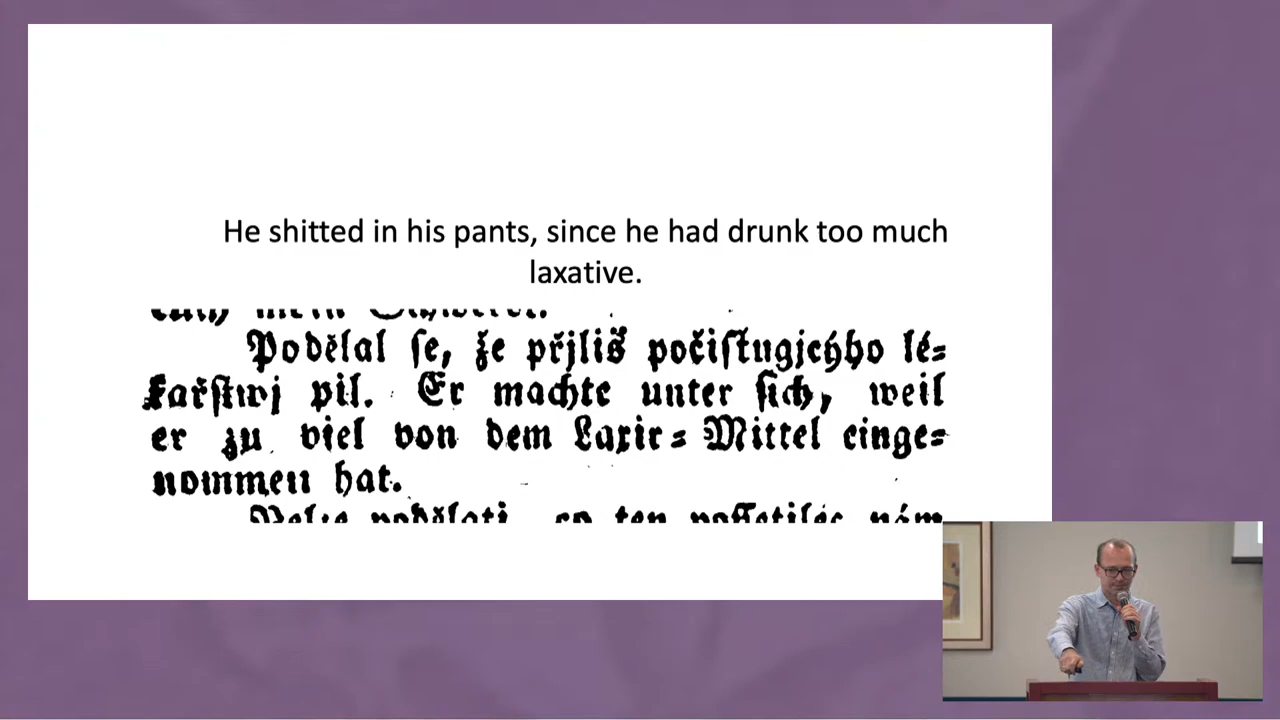 He shitted in his pants, since he had drunk too much
laxative.
Podělal ſe, že přjliš počiſťugjcýho lé⸗
kařſtwj pil. Er machte unter ſich, weil
er zu viel von dem Laxir⸗Mittel einge⸗
nommen hat.